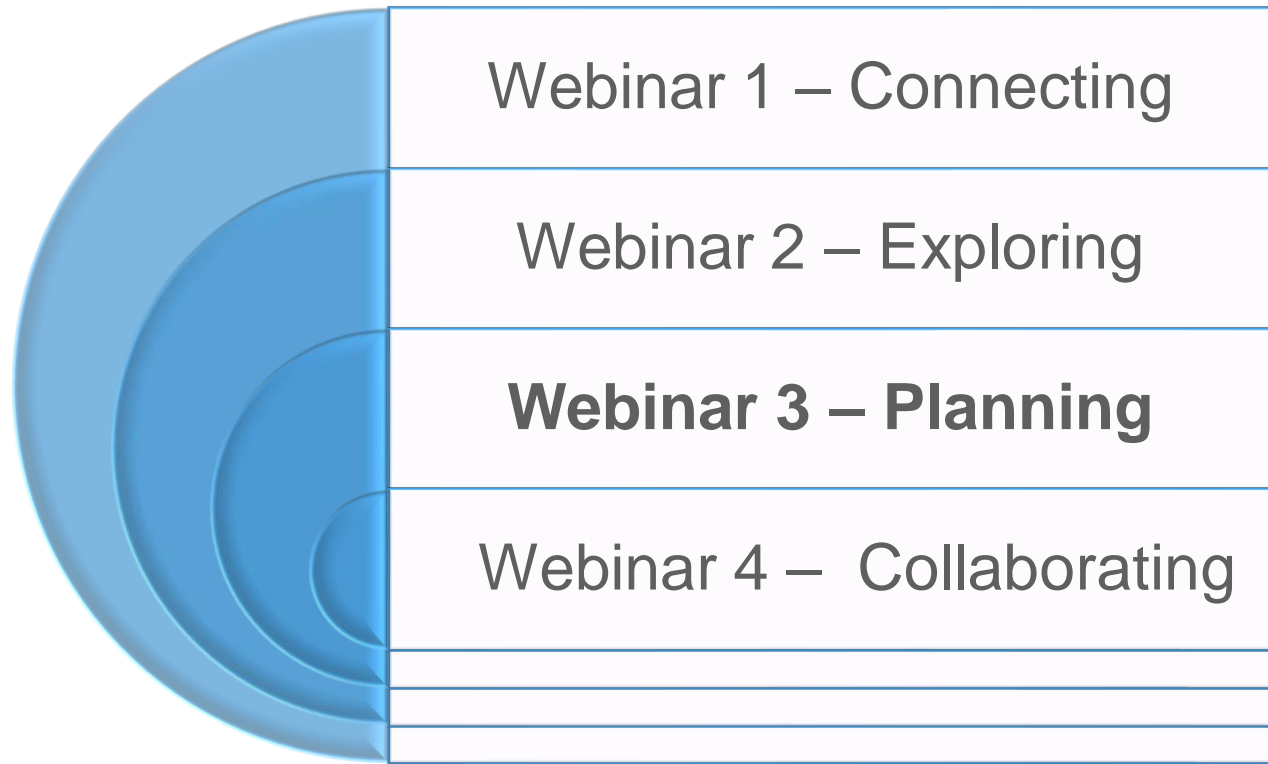 Webinar 1 – Connecting
Webinar 2 – Exploring
Webinar 3 – Planning
Webinar 4 –  Collaborating